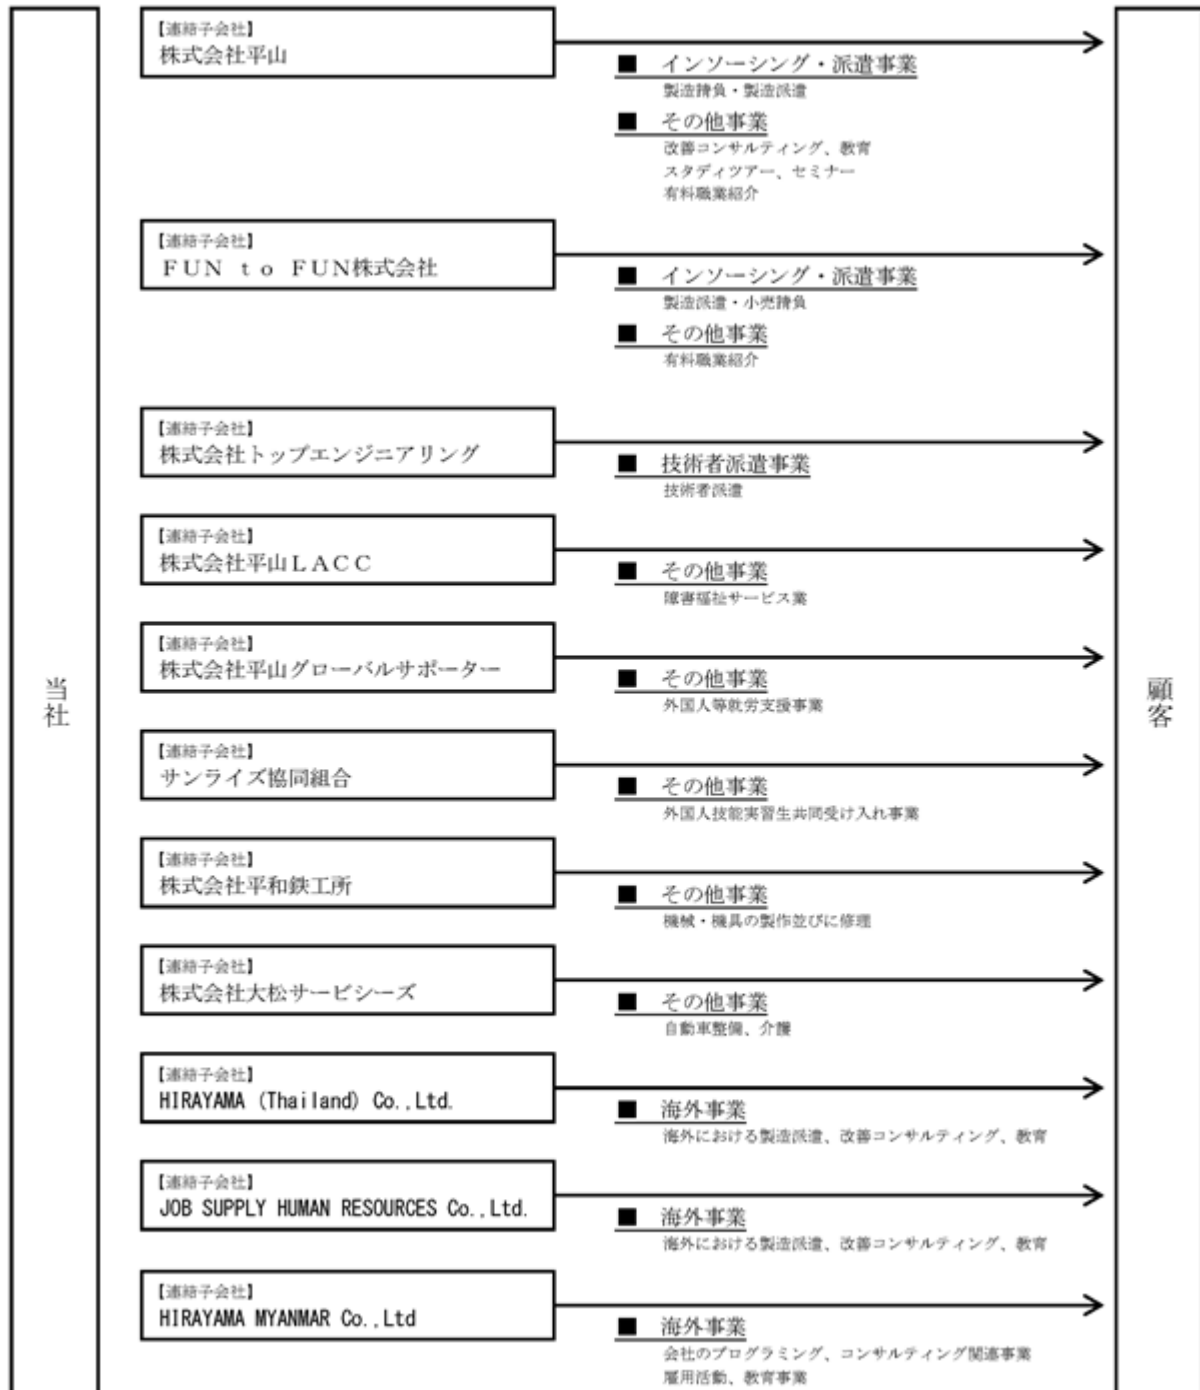 【連結子会社】
株式会社平山
■ インソーシング・派遣事業
製造請負・製造派遣
■ その他事業
改善コンサルティング、教育
スタディツアー、セミナー
有料職業紹介
【連結子会社】
ＦＵＮ ｔｏ ＦＵＮ株式会社
■ インソーシング・派遣事業
製造派遣・小売請負
■ その他事業
有料職業紹介
【連結子会社】
株式会社トップエンジニアリング
■ 技術者派遣事業
技術者派遣
【連結子会社】
株式会社平山ＬＡＣＣ
■ その他事業
障害福祉サービス業
【連結子会社】
株式会社平山グローバルサポーター
■ その他事業
外国人等就労支援事業
当社
顧客
【連結子会社】
サンライズ協同組合
■ その他事業
外国人技能実習生共同受け入れ事業
【連結子会社】
株式会社平和鉄工所
■ その他事業
機械・機具の製作並びに修理
【連結子会社】
株式会社大松サービシーズ
■ その他事業
自動車整備、介護
【連結子会社】
HIRAYAMA (Thailand) Co.,Ltd.
■ 海外事業
海外における製造派遣、改善コンサルティング、教育
【連結子会社】
JOB SUPPLY HUMAN RESOURCES Co.,Ltd.
■ 海外事業
海外における製造派遣、改善コンサルティング、教育
【連結子会社】
HIRAYAMA MYANMAR Co.,Ltd
■ 海外事業
会社のプログラミング、コンサルティング関連事業
雇用活動、教育事業